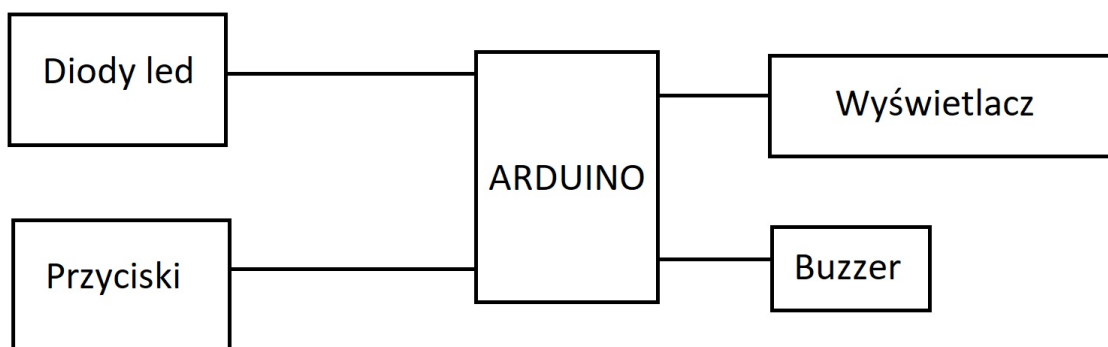 Diody led
Wyświetlacz
ARDUINO
Przyciski
Buzzer